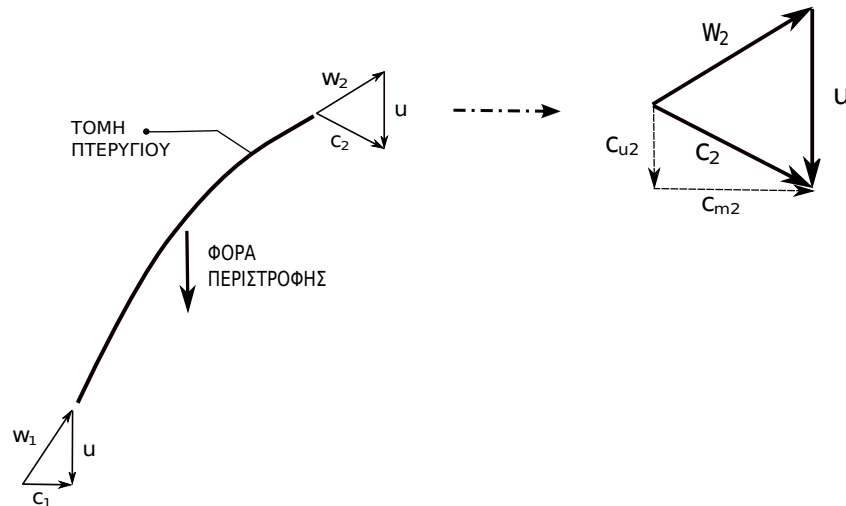 w₂
u
c₂
ΤΟΜΗ
ΠΤΕΡΥΓΙΟΥ
ΦΟΡΑ
ΠΕΡΙΣΤΡΟΦΗΣ
w₁
u
c₁
W₂
u
Cᵤ₂
C₂
Cₘ₂